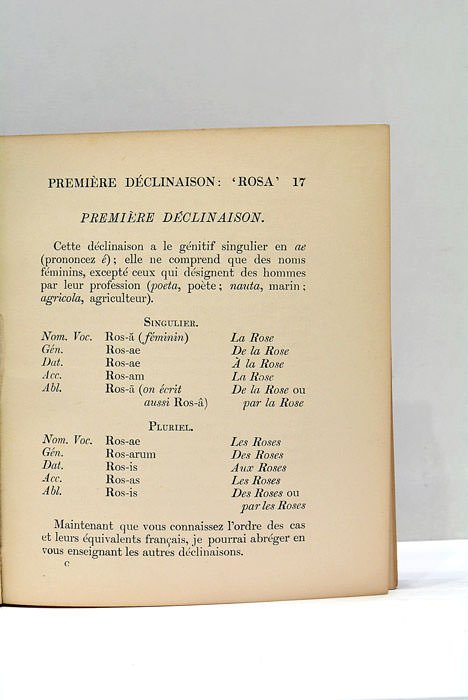 PREMIÈRE DÉCLINAISON: ‘ROSA’ 17
PREMIÈRE DÉCLINAISON.
Cette déclinaison a le génitif singulier en ae
(prononcez é); elle ne comprend que des noms
féminins, excepté ceux qui désignent des hommes
par leur profession (poeta, poète; nauta, marin;
agricola, agriculteur).
SINGULIER.
Nom. Voc. Ros-ă (féminin) La Rose
Gén. Ros-ae De la Rose
Dat. Ros-ae À la Rose
Acc. Ros-am La Rose
Abl. Ros-ā (on écrit De la Rose ou
aussi Ros-â) par la Rose
PLURIEL.
Nom. Voc. Ros-ae Les Roses
Gén. Ros-arum Des Roses
Dat. Ros-is Aux Roses
Acc. Ros-as Les Roses
Abl. Ros-is Des Roses ou
par les Roses
Maintenant que vous connaissez l’ordre des cas
et leurs équivalents français, je pourrai abréger en
vous enseignant les autres déclinaisons.
C